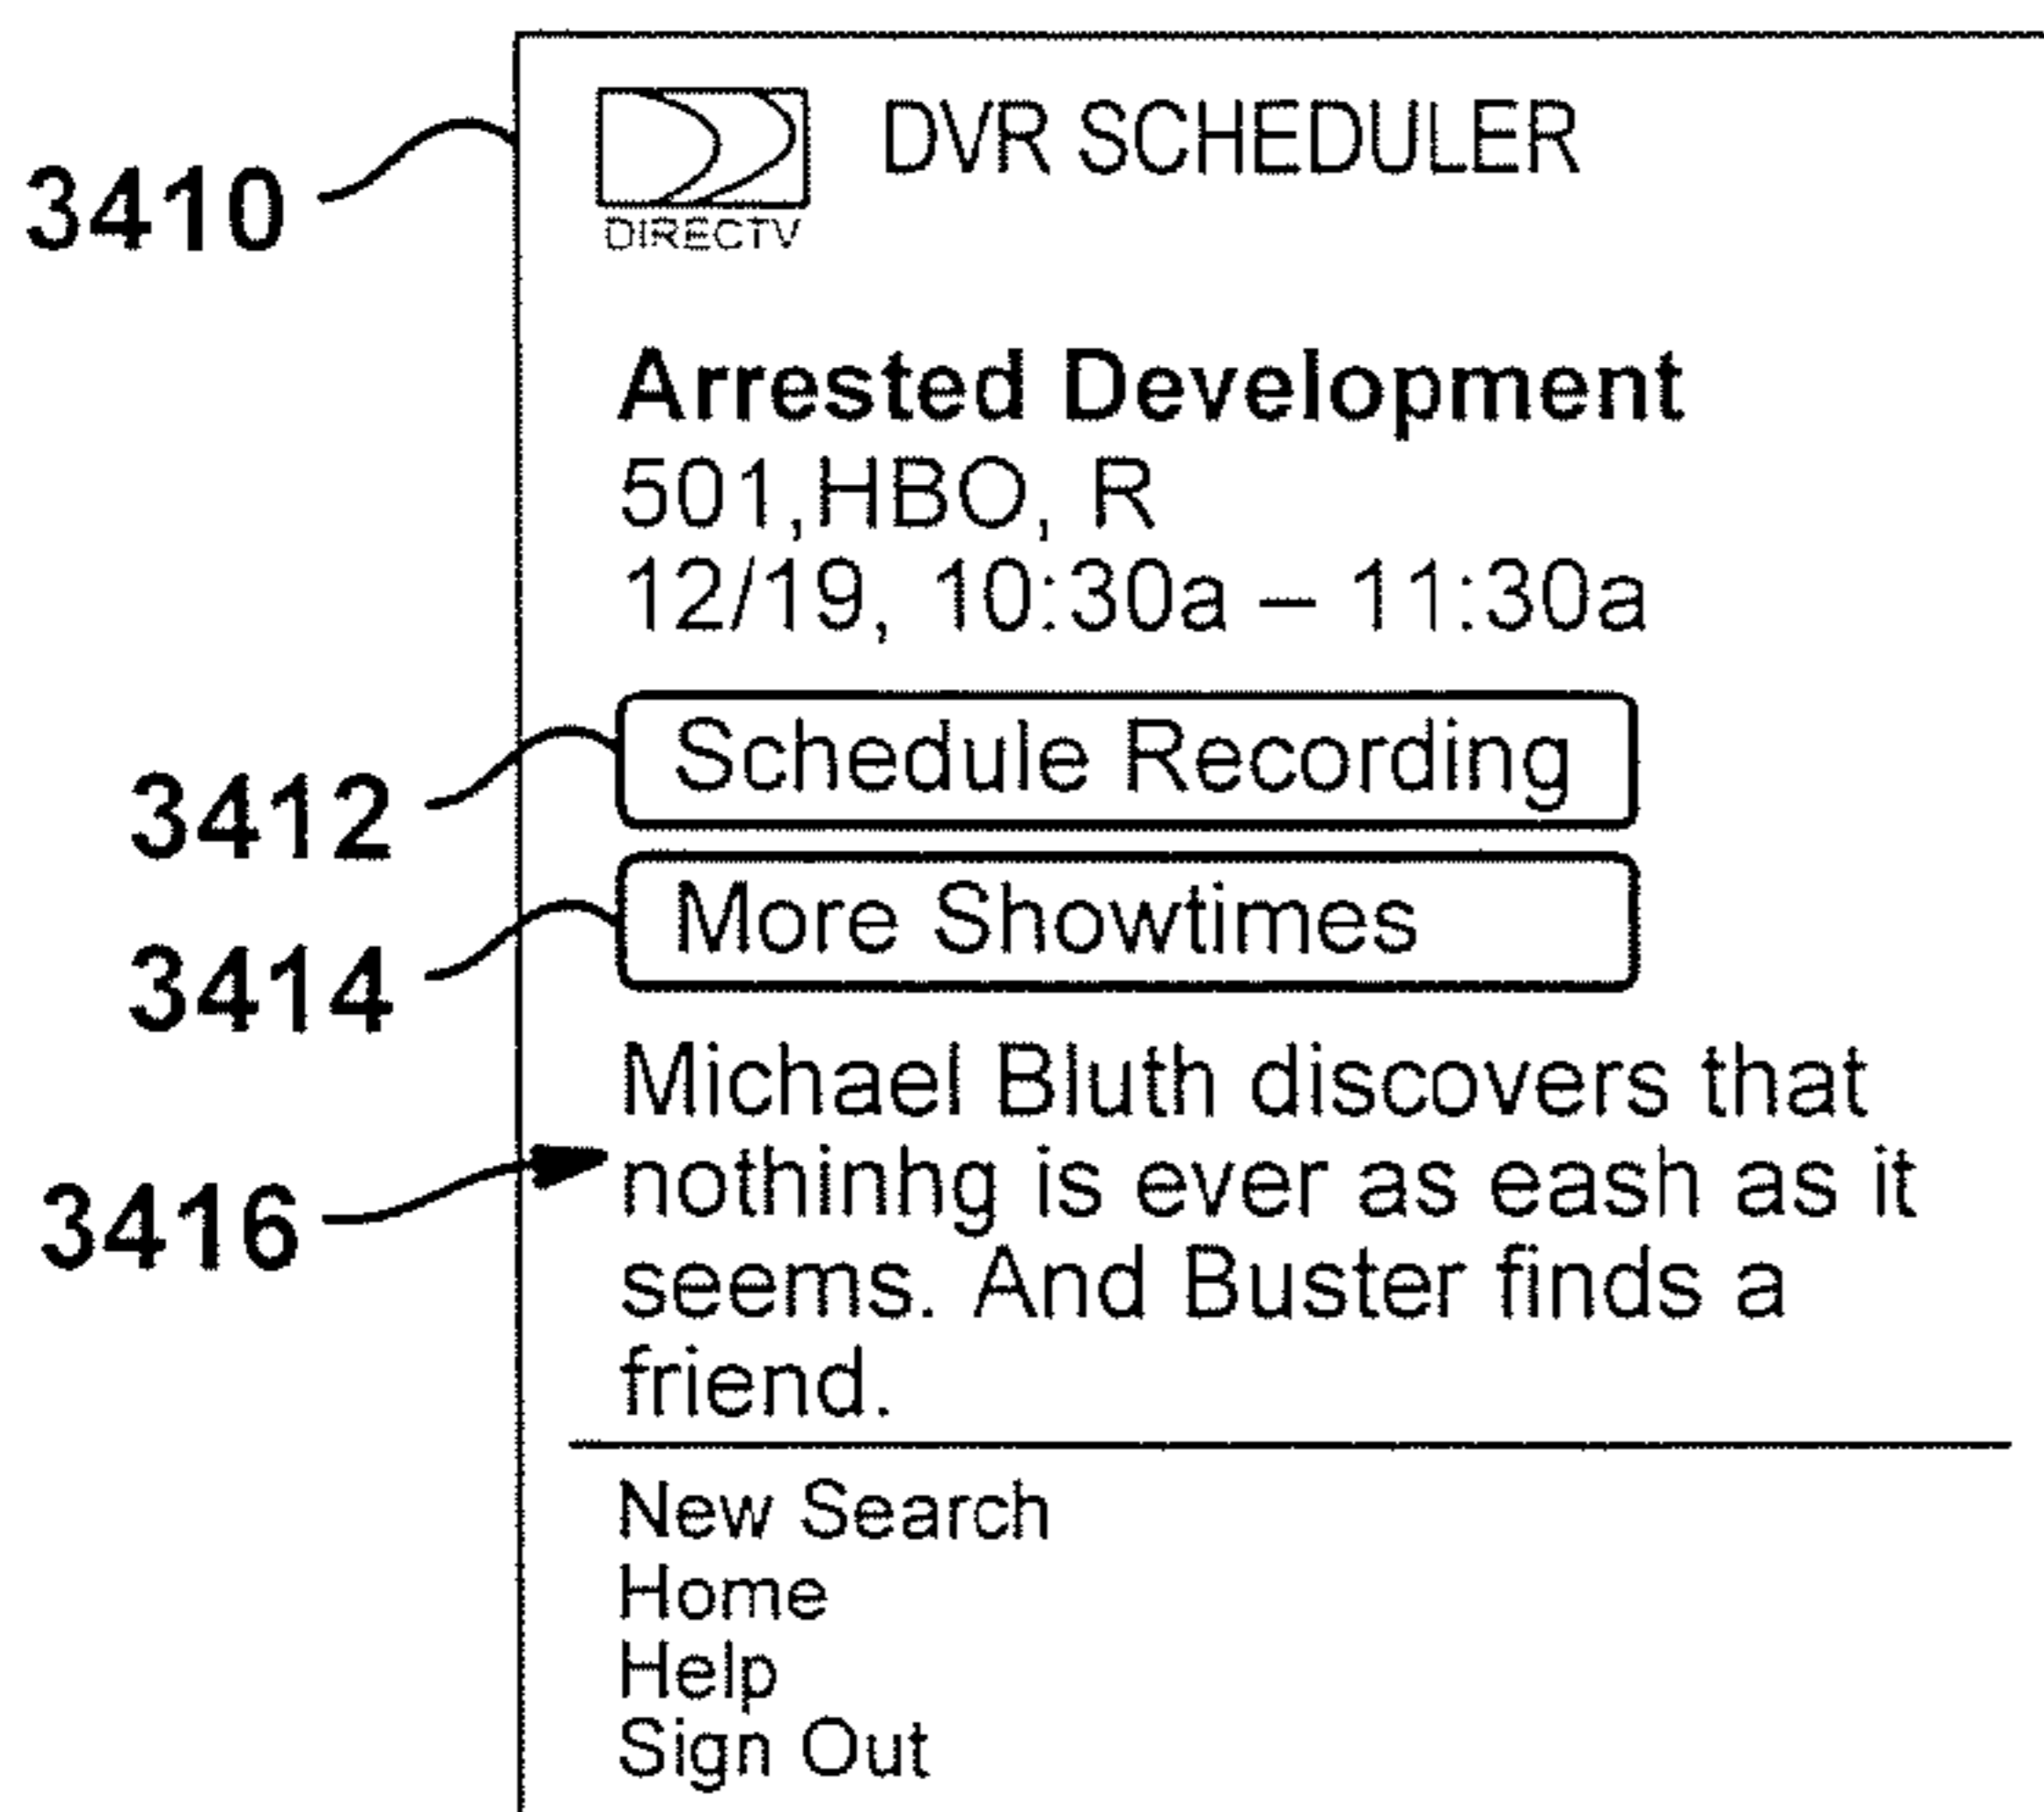 3410
DIRECTV
DVR SCHEDULER
Arrested Development
501,HBO, R
12/19, 10:30a – 11:30a
3412
Schedule Recording
3414
More Showtimes
Michael Bluth discovers that
3416
nothinhg is ever as eash as it
seems. And Buster finds a
friend.
New Search
Home
Help
Sign Out